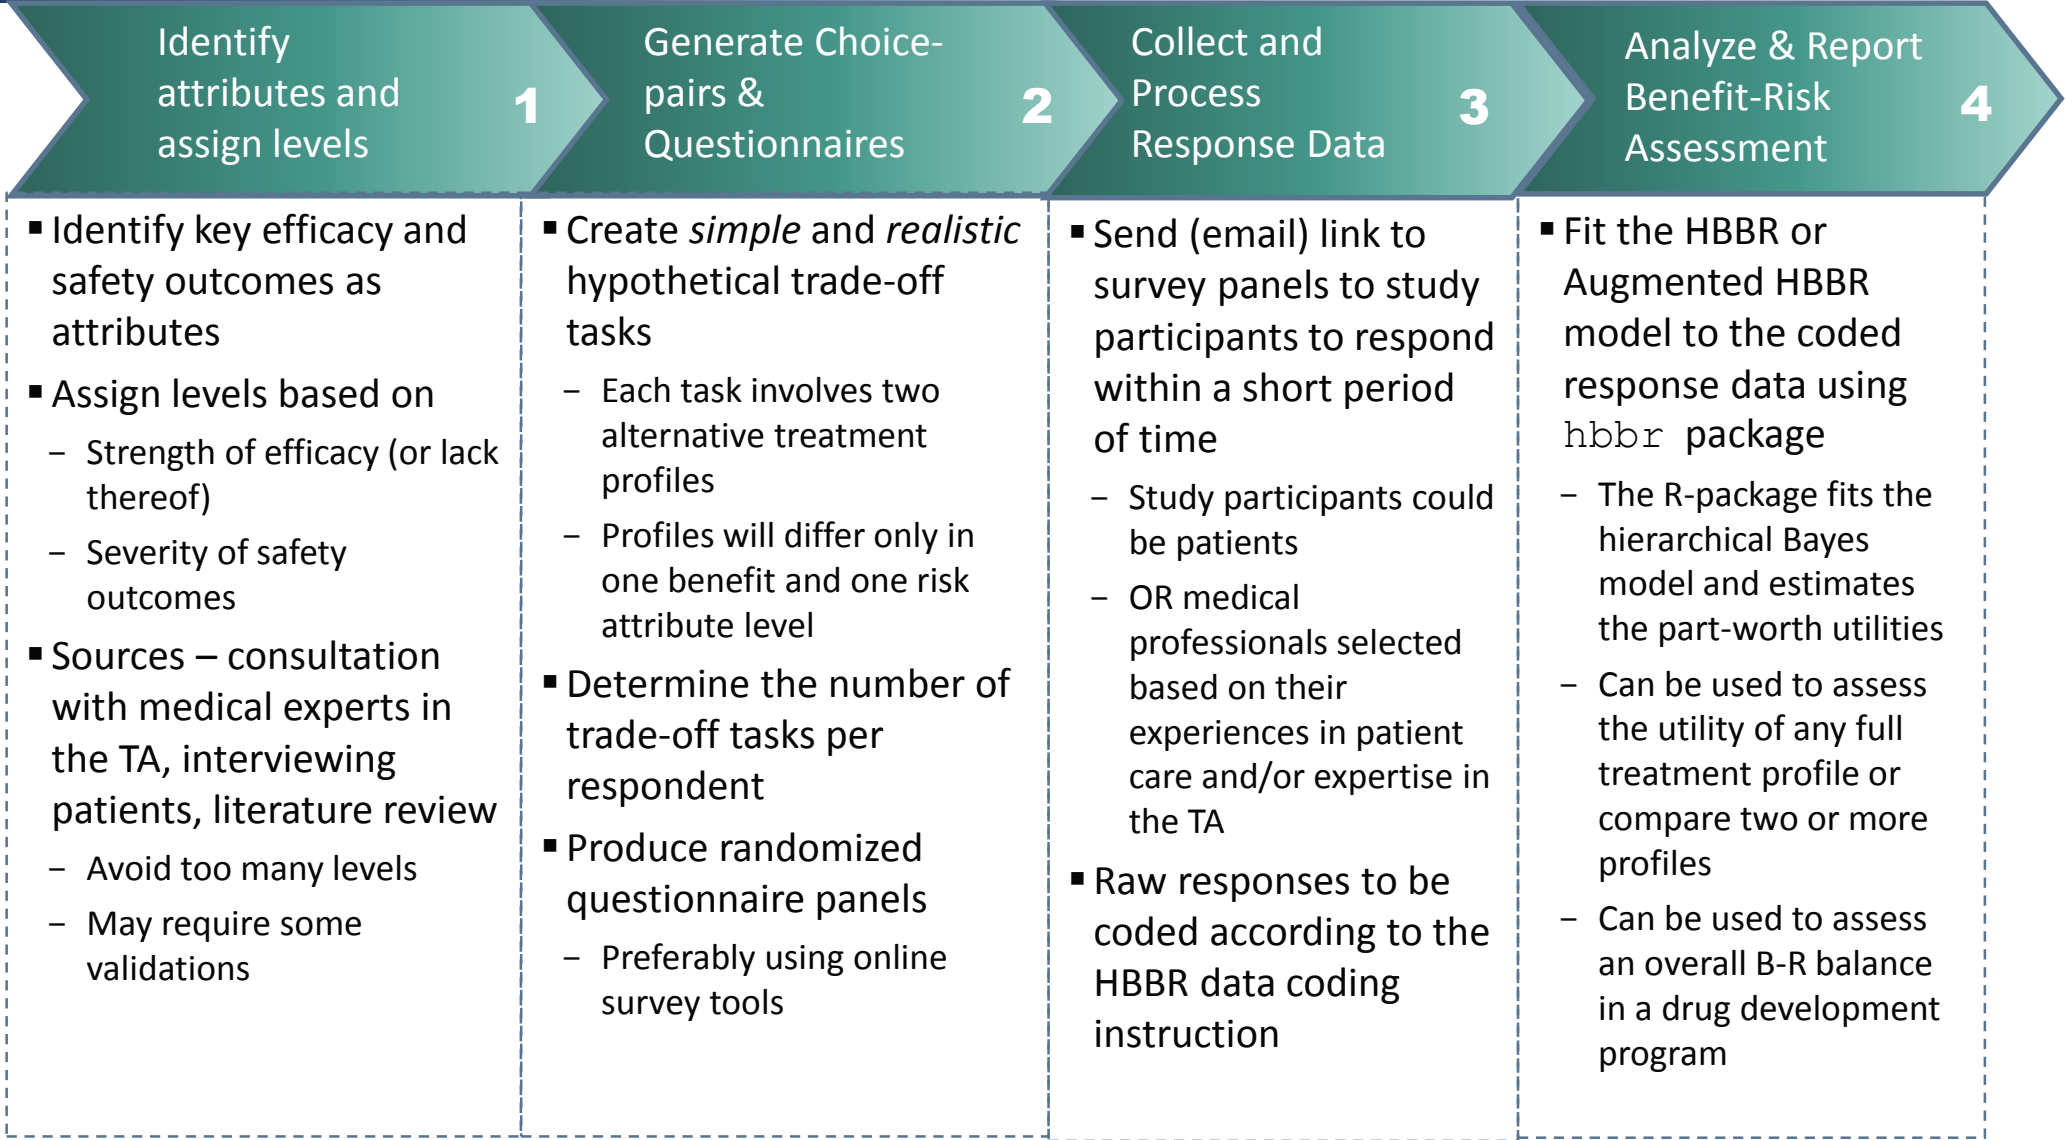 Identify
attributes and
assign levels
1
Generate Choice-
pairs &
Questionnaires
2
Collect and
Process
Response Data
3
Analyze & Report
Benefit-Risk
Assessment
4
▪ Identify key efficacy and
safety outcomes as
attributes
▪ Assign levels based on
– Strength of efficacy (or lack
thereof)
– Severity of safety
outcomes
▪ Sources – consultation
with medical experts in
the TA, interviewing
patients, literature review
– Avoid too many levels
– May require some
validations
▪ Create simple and realistic
hypothetical trade-off
tasks
– Each task involves two
alternative treatment
profiles
– Profiles will differ only in
one benefit and one risk
attribute level
▪ Determine the number of
trade-off tasks per
respondent
▪ Produce randomized
questionnaire panels
– Preferably using online
survey tools
▪ Send (email) link to
survey panels to study
participants to respond
within a short period
of time
– Study participants could
be patients
– OR medical
professionals selected
based on their
experiences in patient
care and/or expertise in
the TA
▪ Raw responses to be
coded according to the
HBBR data coding
instruction
▪ Fit the HBBR or
Augmented HBBR
model to the coded
response data using
hbbr package
– The R-package fits the
hierarchical Bayes
model and estimates
the part-worth utilities
– Can be used to assess
the utility of any full
treatment profile or
compare two or more
profiles
– Can be used to assess
an overall B-R balance
in a drug development
program